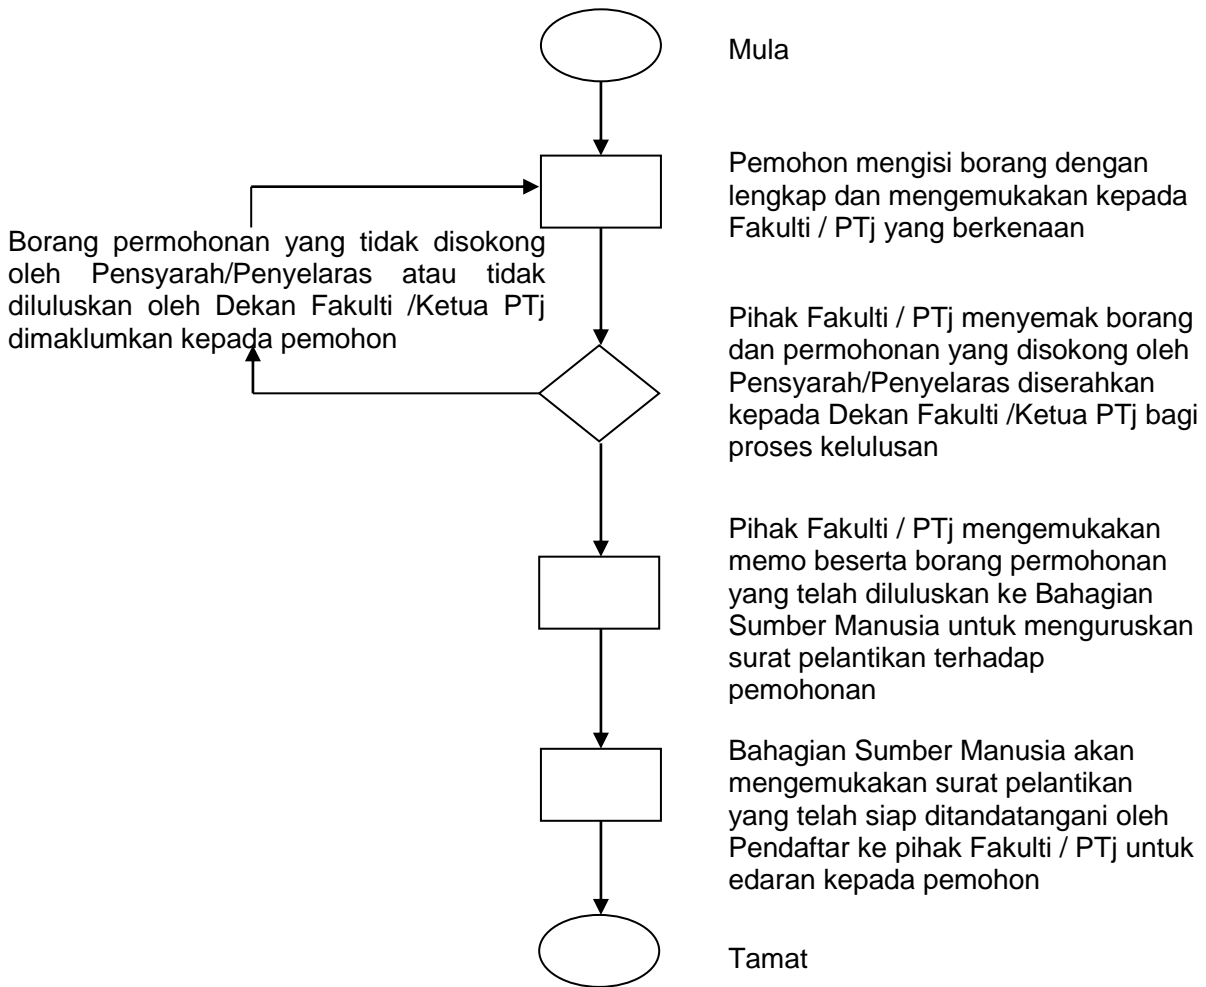 Mula
Pemohon mengisi borang dengan
lengkap dan mengemukakan kepada
Fakulti / PTj yang berkenaan
Borang permohonan yang tidak disokong
oleh Pensyarah/Penyelaras atau tidak
diluluskan oleh Dekan Fakulti /Ketua PTj
dimaklumkan kepada pemohon
Pihak Fakulti / PTj menyemak borang
dan permohonan yang disokong oleh
Pensyarah/Penyelaras diserahkan
kepada Dekan Fakulti /Ketua PTj bagi
proses kelulusan
Pihak Fakulti / PTj mengemukakan
memo beserta borang permohonan
yang telah diluluskan ke Bahagian
Sumber Manusia untuk menguruskan
surat pelantikan terhadap
pemohonan
Bahagian Sumber Manusia akan
mengemukakan surat pelantikan
yang telah siap ditandatangani oleh
Pendaftar ke pihak Fakulti / PTj untuk
edaran kepada pemohon
Tamat